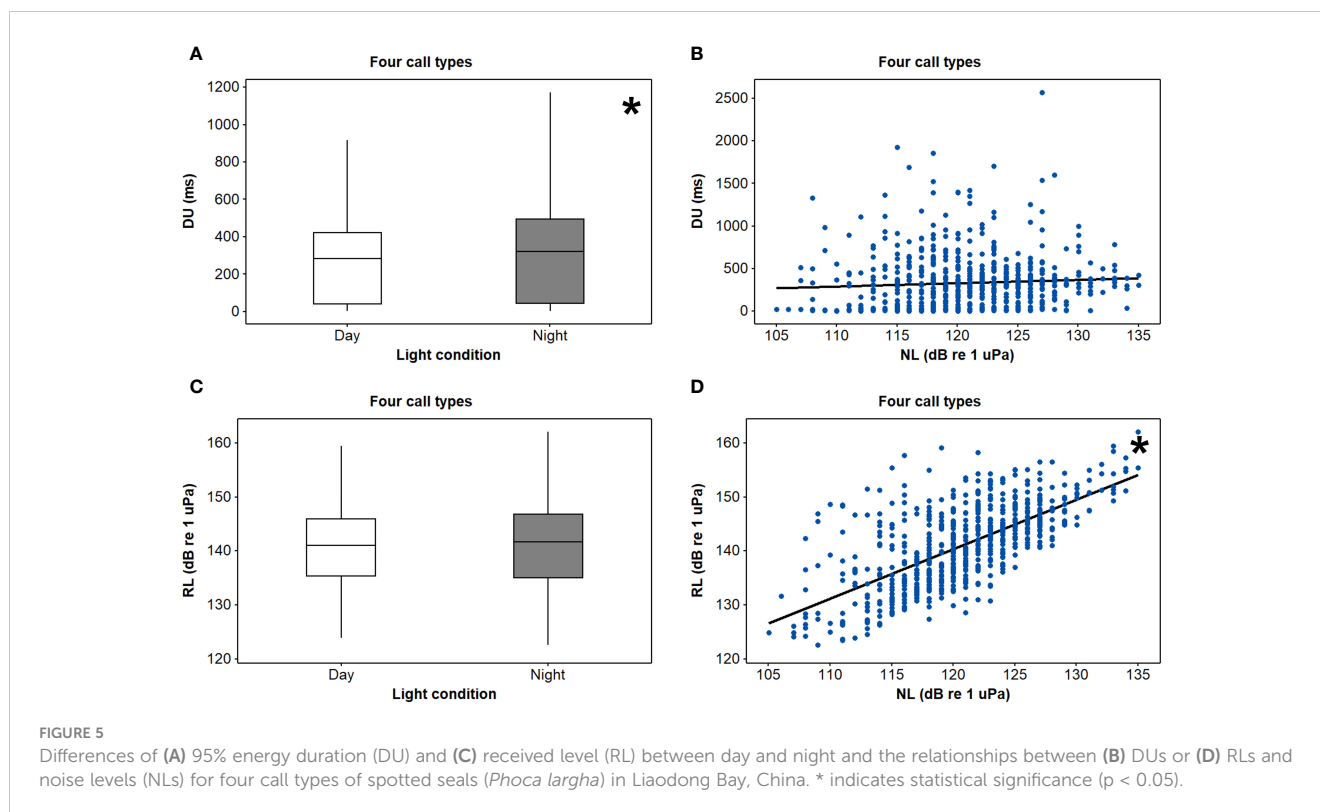 A
Four call types
*
DU (ms)
1200
1000
800
600
400
200
0
Day Night
Light condition
B
Four call types
DU (ms)
2500
2000
1500
1000
500
0
105 110 115 120 125 130 135
NL (dB re 1 uPa)
C
Four call types
RL (dB re 1 uPa)
160
150
140
130
120
Day Night
Light condition
D
Four call types
*
RL (dB re 1 uPa)
160
150
140
130
120
105 110 115 120 125 130 135
NL (dB re 1 uPa)
FIGURE 5
Differences of (A) 95% energy duration (DU) and (C) received level (RL) between day and night and the relationships between (B) DUs or (D) RLs and
noise levels (NLs) for four call types of spotted seals (Phoca largha) in Liaodong Bay, China. * indicates statistical significance (p < 0.05).